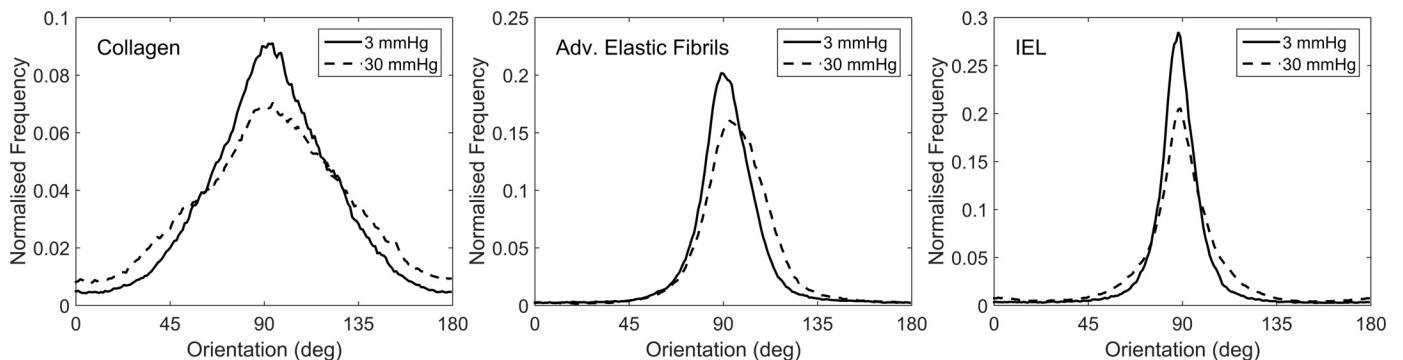 Collagen
3 mmHg
30 mmHg
Normalised Frequency
0.1
0.08
0.06
0.04
0.02
0
0 45 90 135 180
Orientation (deg)
Adv. Elastic Fibrils
3 mmHg
30 mmHg
Normalised Frequency
0.25
0.2
0.15
0.1
0.05
0
0 45 90 135 180
Orientation (deg)
IEL
3 mmHg
30 mmHg
Normalised Frequency
0.3
0.25
0.2
0.15
0.1
0.05
0
0 45 90 135 180
Orientation (deg)